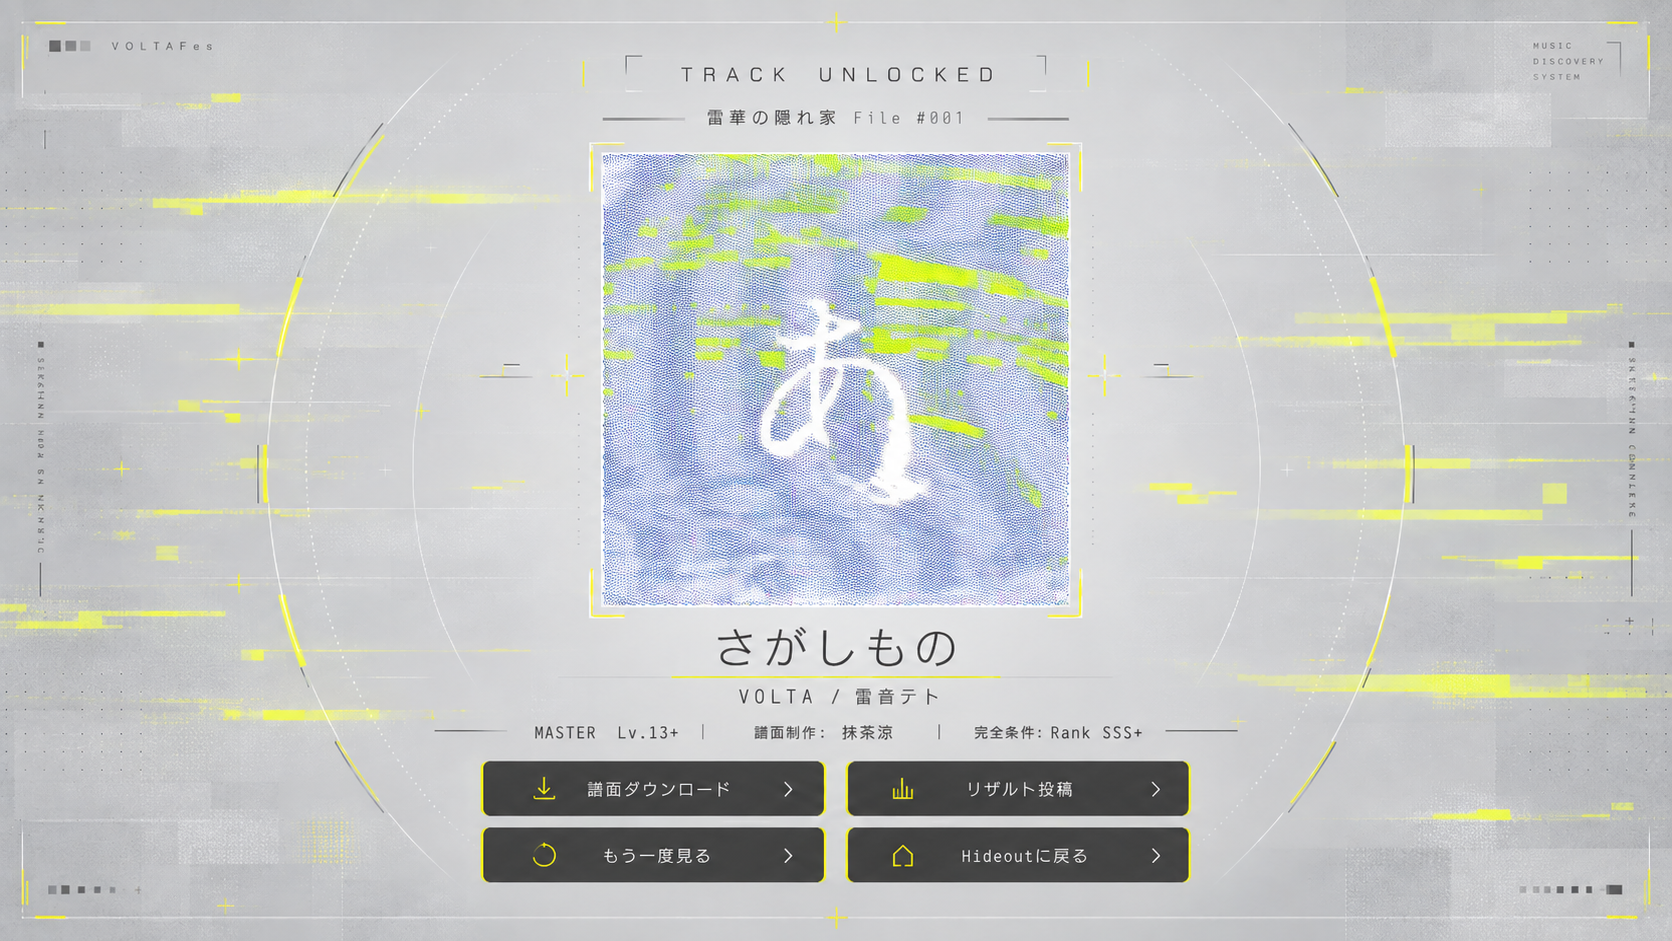 VOLTAFes
MUSIC
DISCOVERY
SYSTEM
TRACK UNLOCKED
雷華の隠れ家 File #001
あ
さがしもの
VOLTA / 雷音テト
MASTER Lv.13+ | 譜面制作: 抹茶涼 | 完全条件: Rank SSS+
譜面ダウンロード
リザルト投稿
もう一度見る
Hideoutに戻る